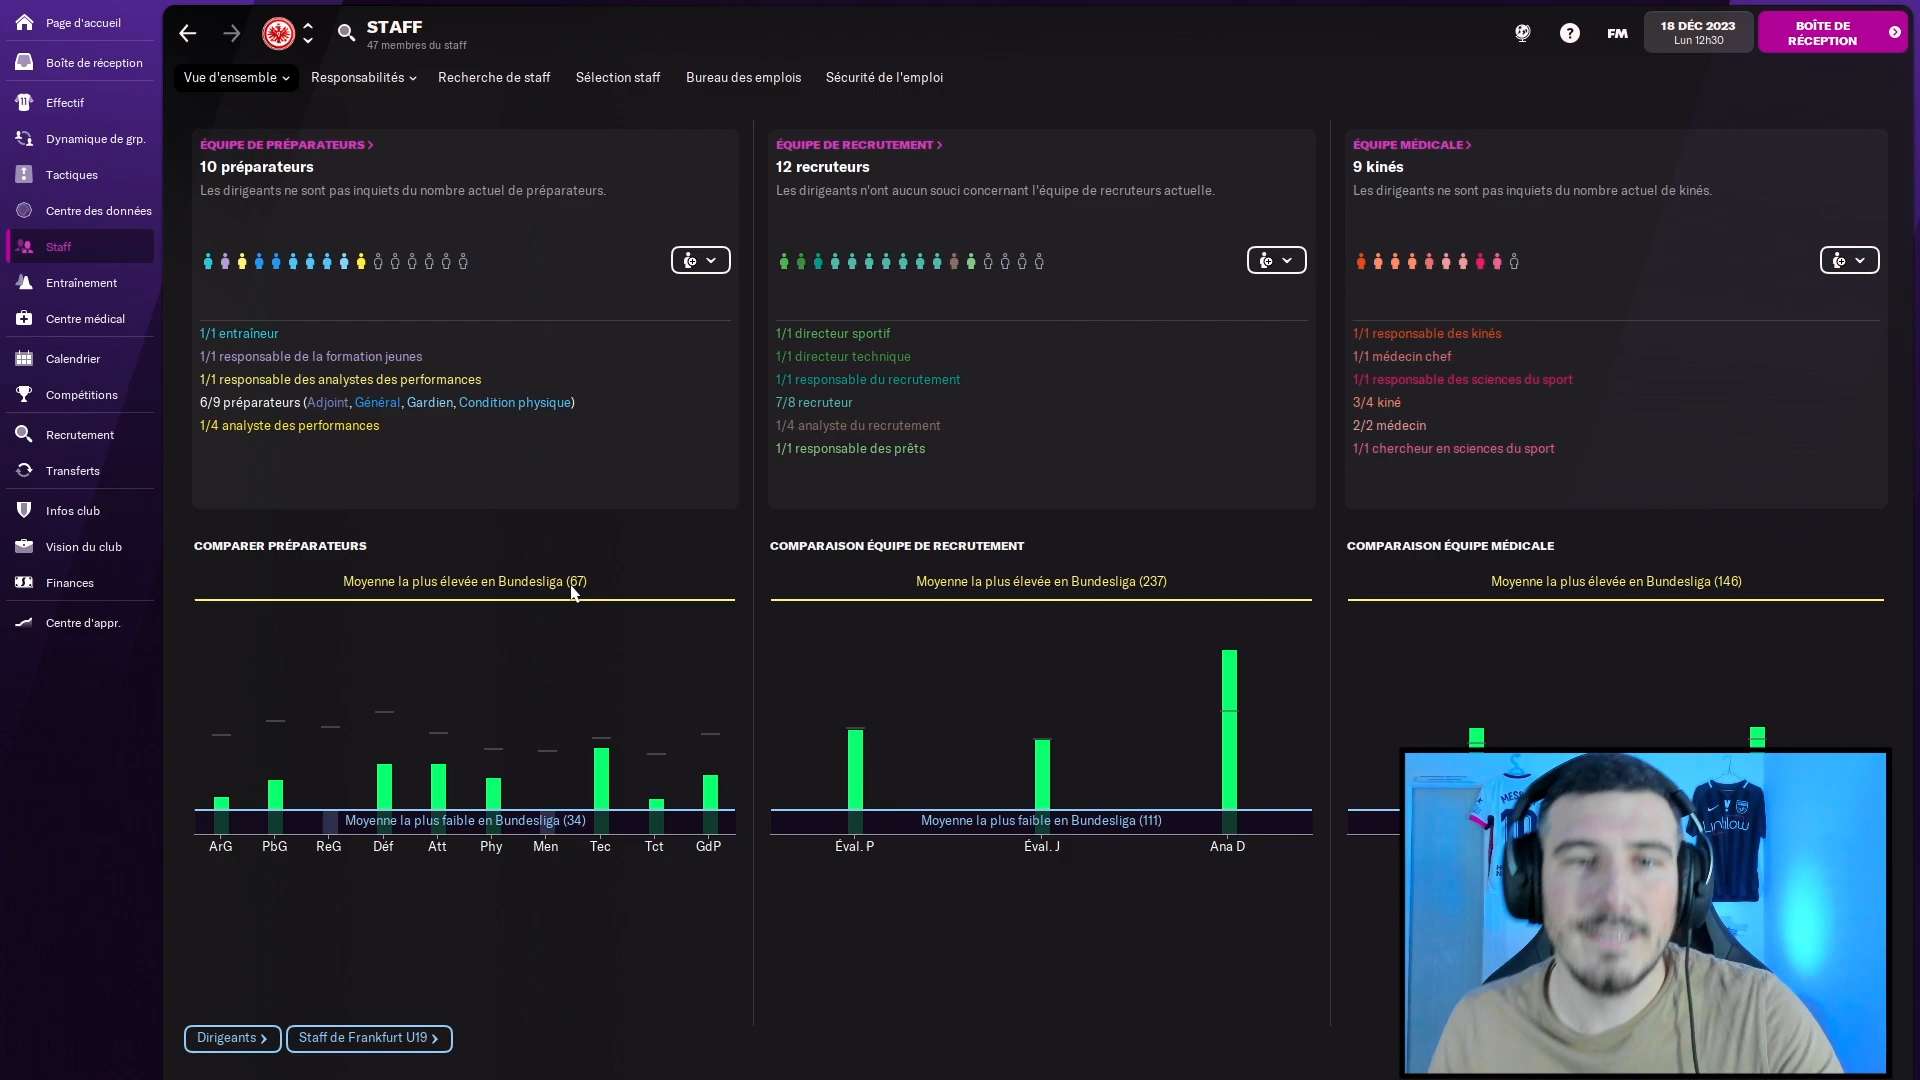 Page d'accueil
Boîte de réception
Effectif
Dynamique de grp.
Tactiques
Centre des données
Staff
Entraînement
Centre médical
Calendrier
Compétitions
Recrutement
Transferts
Infos club
Vision du club
Finances
Centre d'appr.
STAFF
47 membres du staff
FM
18 DÉC 2023
Lun 12h30
BOÎTE DE
RÉCEPTION
Vue d'ensemble
Responsabilités
Recherche de staff
Sélection staff
Bureau des emplois
Sécurité de l'emploi
ÉQUIPE DE PRÉPARATEURS >
10 préparateurs
Les dirigeants ne sont pas inquiets du nombre actuel de préparateurs.
1/1 entraîneur
1/1 responsable de la formation jeunes
1/1 responsable des analystes des performances
6/9 préparateurs (Adjoint, Général, Gardien, Condition physique)
1/4 analyste des performances
ÉQUIPE DE RECRUTEMENT >
12 recruteurs
Les dirigeants n'ont aucun souci concernant l'équipe de recruteurs actuelle.
1/1 directeur sportif
1/1 directeur technique
1/1 responsable du recrutement
7/8 recruteur
1/4 analyste du recrutement
1/1 responsable des prêts
ÉQUIPE MÉDICALE >
9 kinés
Les dirigeants ne sont pas inquiets du nombre actuel de kinés.
1/1 responsable des kinés
1/1 médecin chef
1/1 responsable des sciences du sport
3/4 kiné
2/2 médecin
1/1 chercheur en sciences du sport
COMPARER PRÉPARATEURS
Moyenne la plus élevée en Bundesliga (67)
Moyenne la plus faible en Bundesliga (34)
ArG PbG ReG Déf Att Phy Men Tec Tct GdP
COMPARAISON ÉQUIPE DE RECRUTEMENT
Moyenne la plus élevée en Bundesliga (237)
Moyenne la plus faible en Bundesliga (111)
Éval. P Éval. J Ana D
COMPARAISON ÉQUIPE MÉDICALE
Moyenne la plus élevée en Bundesliga (146)
Dirigeants >
Staff de Frankfurt U19 >